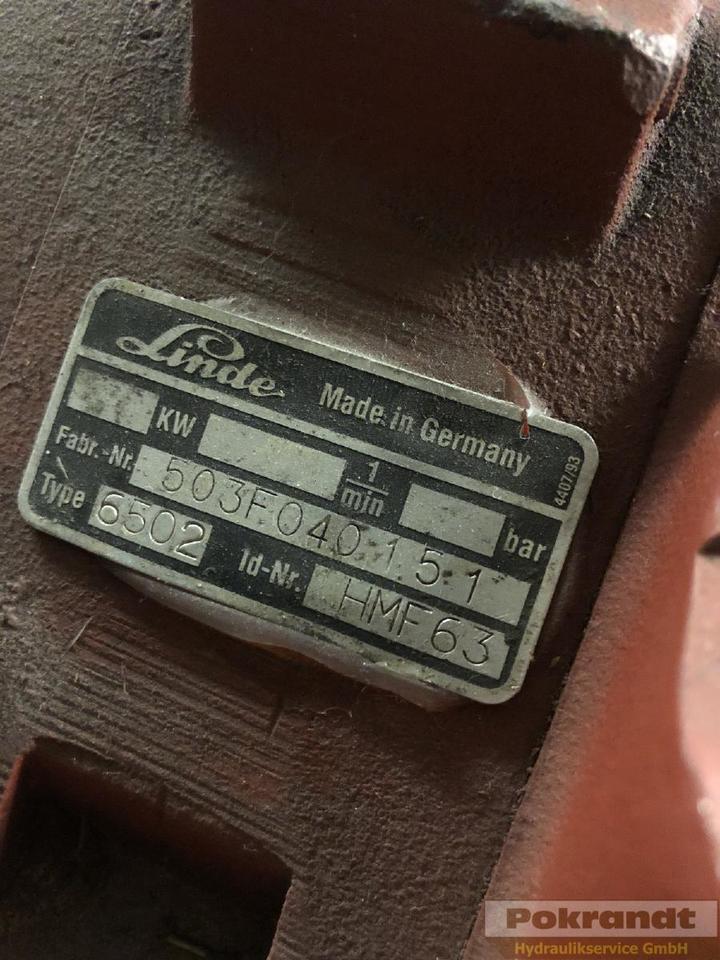 Linde Made in Germany
KW 1/min bar
Fabr.-Nr. 503F040151
Type 6502 Id-Nr. HMF63
4407/93
Pokrandt
Hydraulikservice GmbH